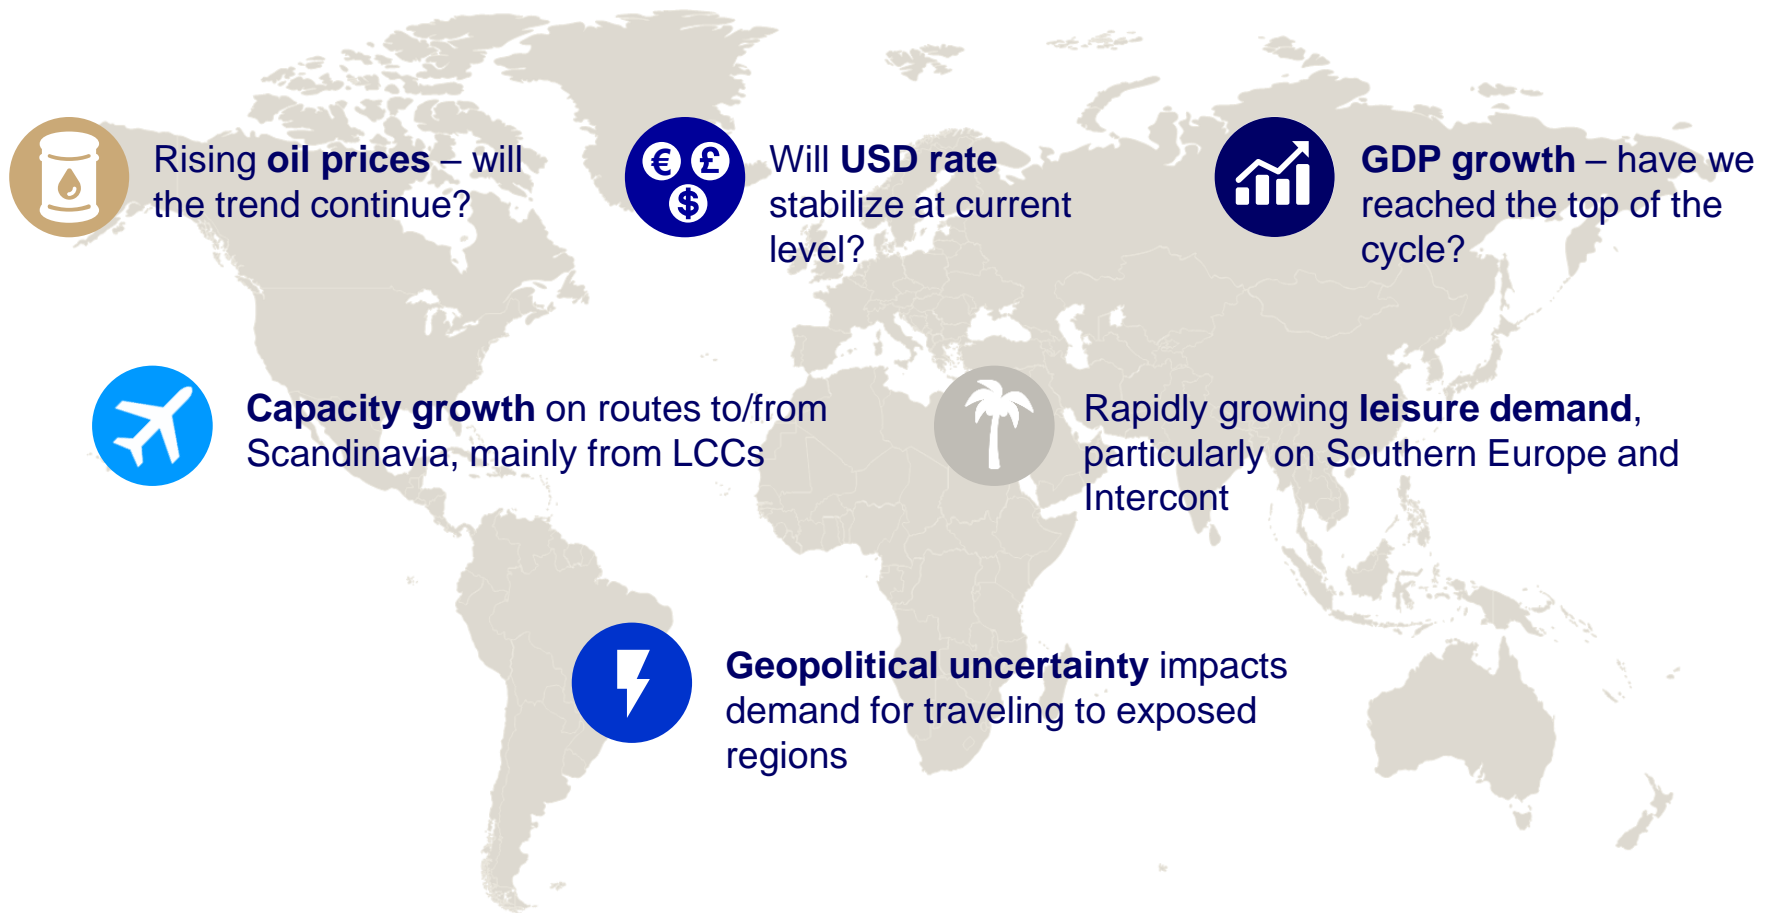 Rising oil prices – will
the trend continue?
€ £
$
Will USD rate
stabilize at current
level?
GDP growth – have we
reached the top of the
cycle?
Capacity growth on routes to/from
Scandinavia, mainly from LCCs
Rapidly growing leisure demand,
particularly on Southern Europe and
Intercont
Geopolitical uncertainty impacts
demand for traveling to exposed
regions